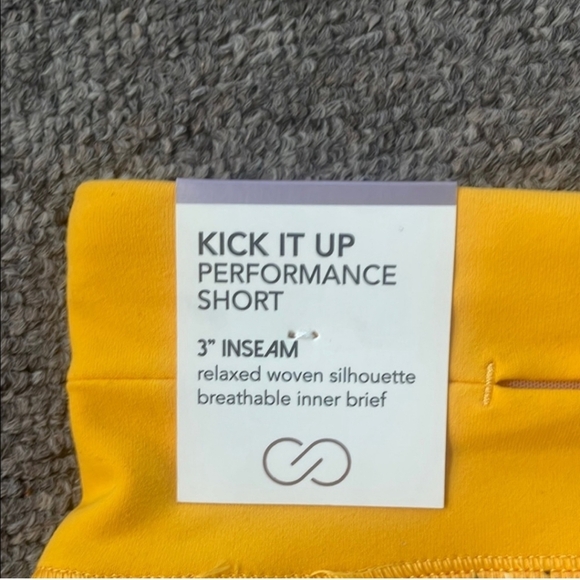 KICK IT UP
PERFORMANCE
SHORT
3” INSEAM
relaxed woven silhouette
breathable inner brief